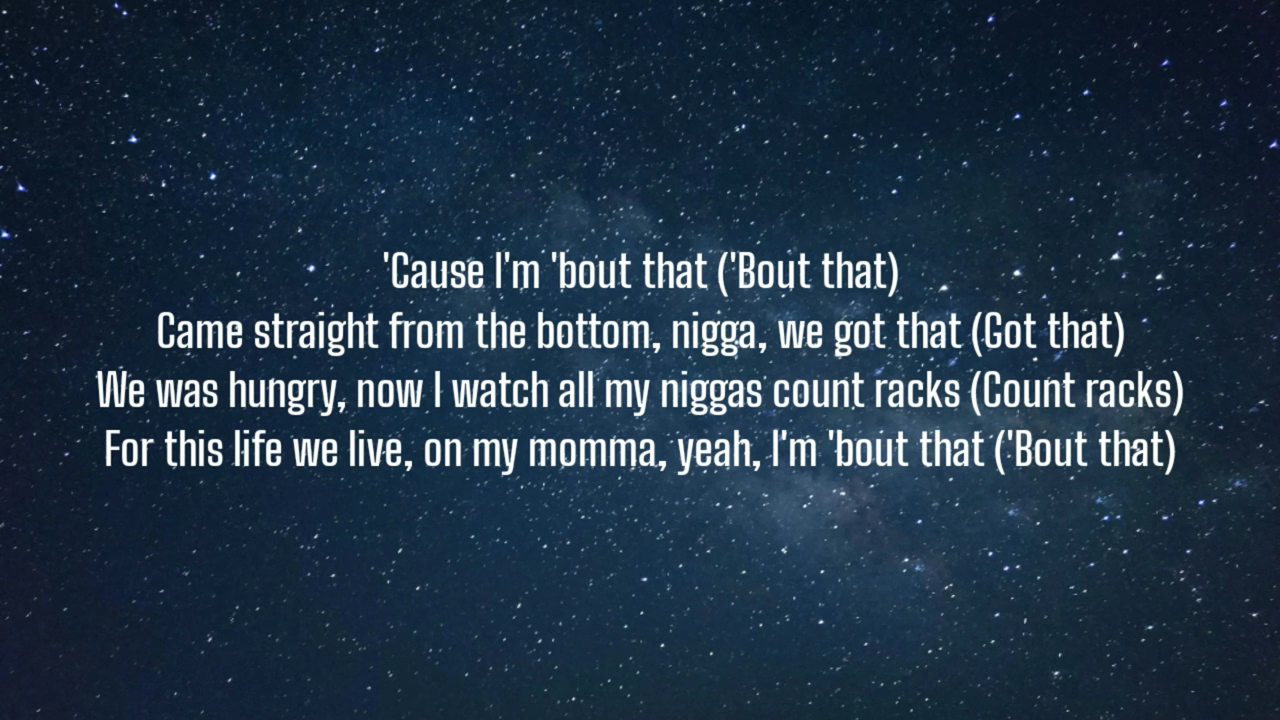 'Cause I'm 'bout that ('Bout that)
Came straight from the bottom, nigga, we got that (Got that)
We was hungry, now I watch all my niggas count racks (Count racks)
For this life we live, on my momma, yeah, I'm 'bout that ('Bout that)